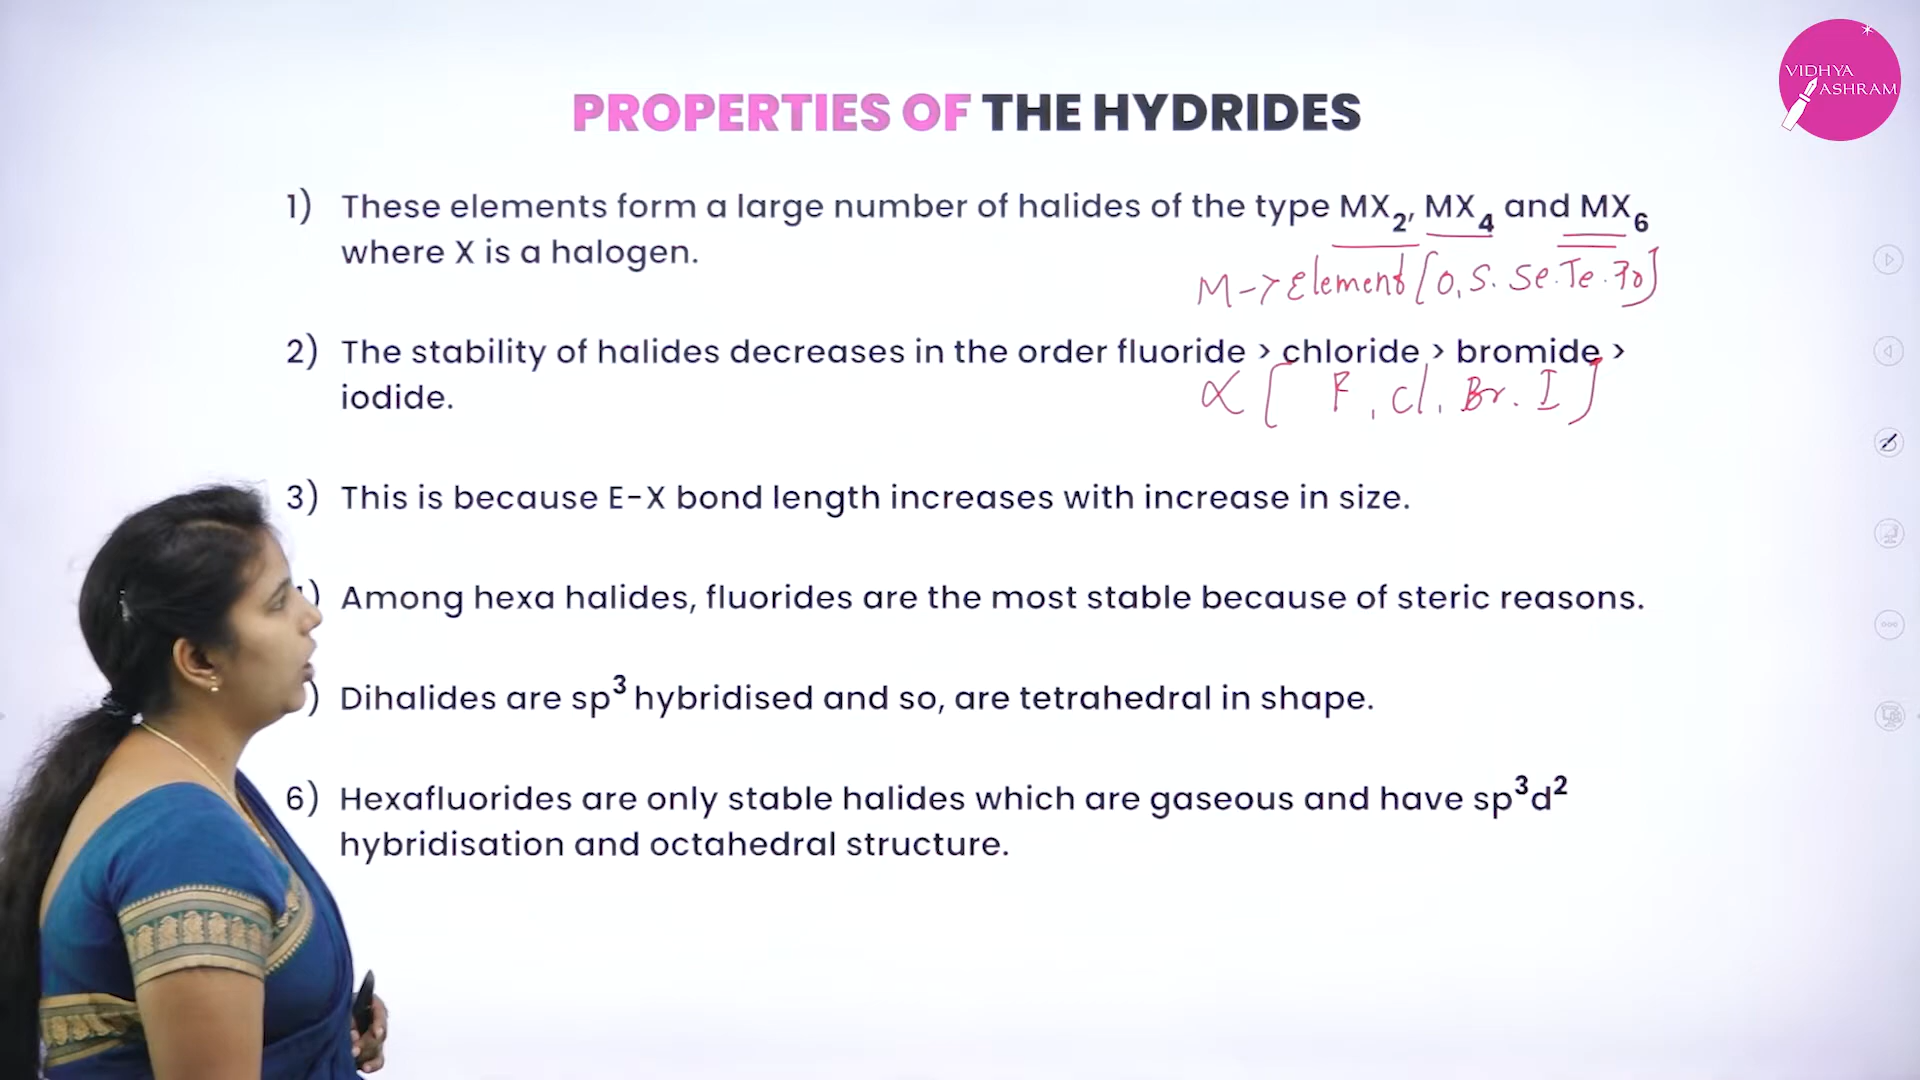 VIDHYA
ASHRAM
PROPERTIES OF THE HYDRIDES
1) These elements form a large number of halides of the type MX₂, MX₄ and MX₆
where X is a halogen.
M → Element [O, S. Se. Te. Po]
2) The stability of halides decreases in the order fluoride > chloride > bromide >
iodide.
X [ F, Cl, Br. I ]
3) This is because E-X bond length increases with increase in size.
) Among hexa halides, fluorides are the most stable because of steric reasons.
) Dihalides are sp³ hybridised and so, are tetrahedral in shape.
6) Hexafluorides are only stable halides which are gaseous and have sp³d²
hybridisation and octahedral structure.